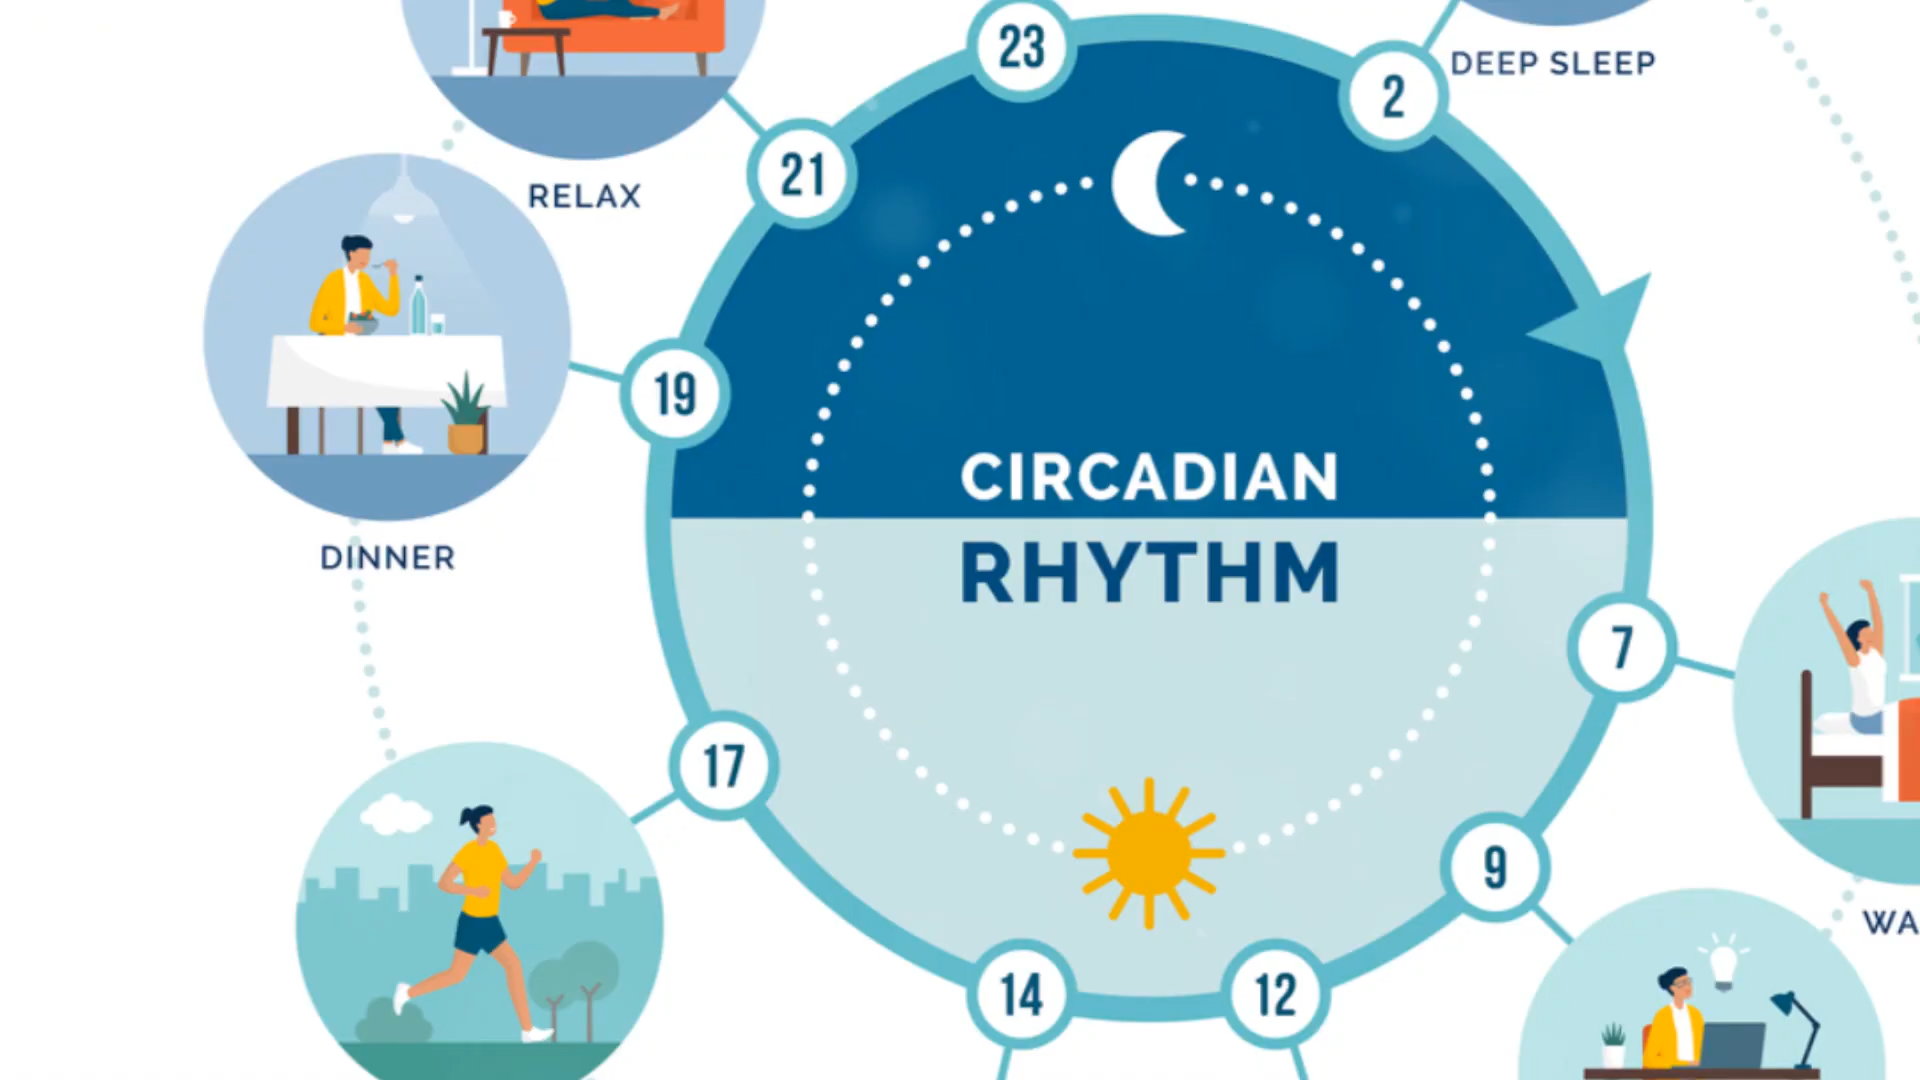 23
2
DEEP SLEEP
21
RELAX
19
CIRCADIAN
RHYTHM
DINNER
7
17
9
14
12